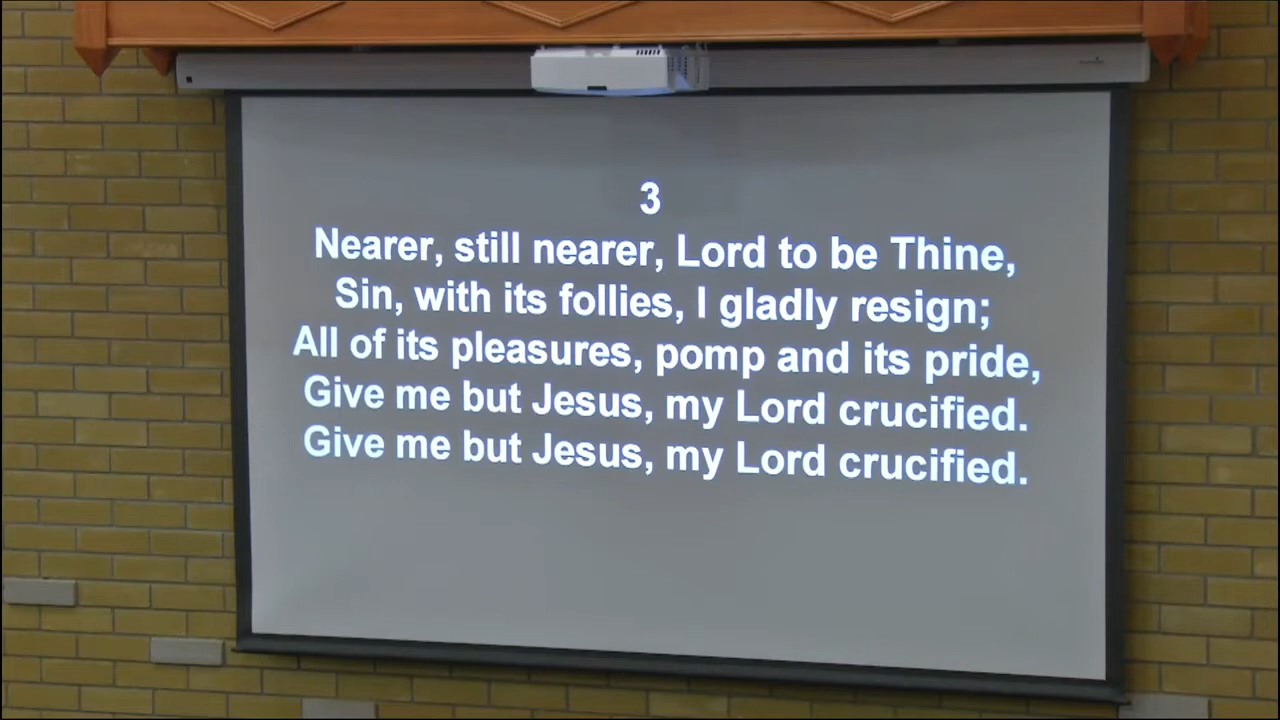 3
Nearer, still nearer, Lord to be Thine,
Sin, with its follies, I gladly resign;
All of its pleasures, pomp and its pride,
Give me but Jesus, my Lord crucified.
Give me but Jesus, my Lord crucified.